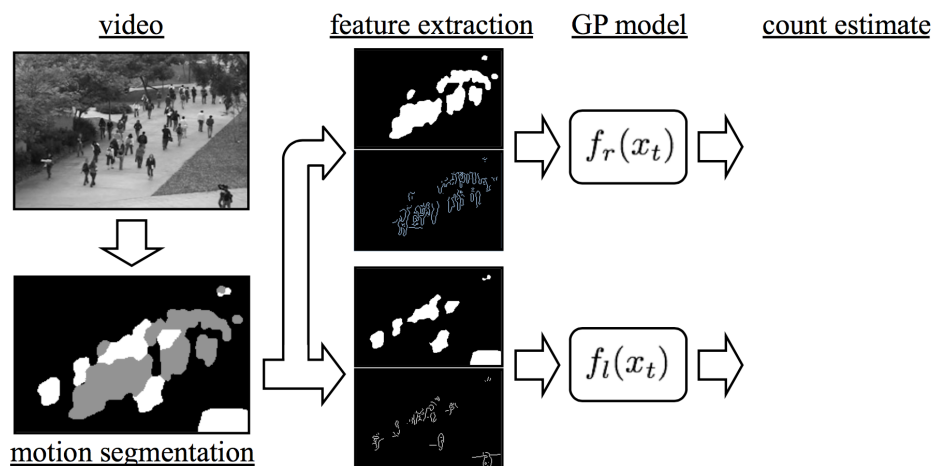 video
feature extraction
GP model
count estimate
f_r(x_t)
f_l(x_t)
motion segmentation